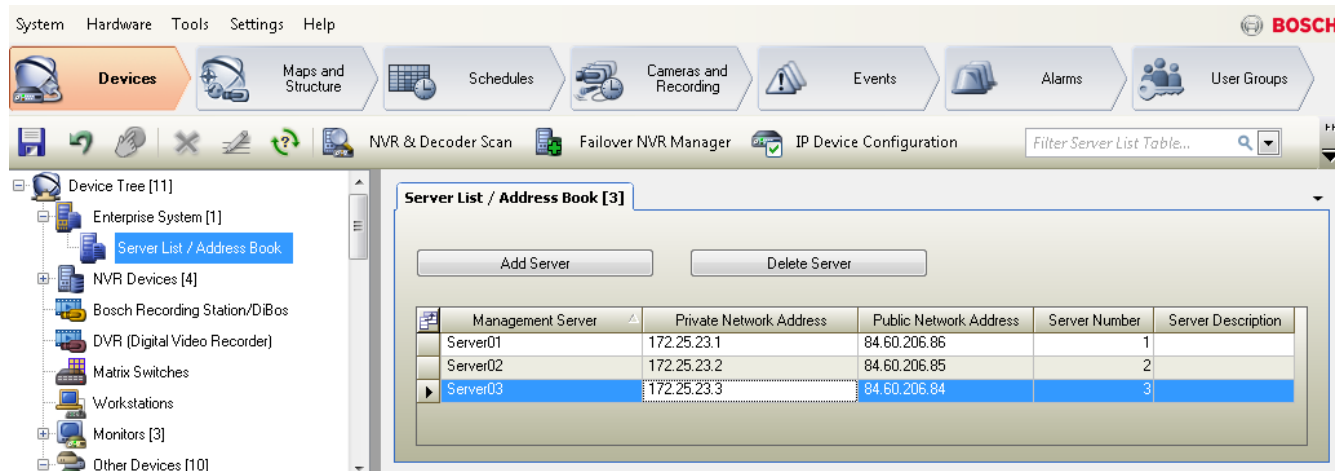 System Hardware Tools Settings Help
BOSCH
Devices
Maps and
Structure
Schedules
Cameras and
Recording
Events
Alarms
User Groups
NVR & Decoder Scan Failover NVR Manager IP Device Configuration Filter Server List Table...
Device Tree [11]
Enterprise System [1]
Server List / Address Book
NVR Devices [4]
Bosch Recording Station/DiBos
DVR (Digital Video Recorder)
Matrix Switches
Workstations
Monitors [3]
Other Devices [10]
Server List / Address Book [3]
Add Server Delete Server
Management Server Private Network Address Public Network Address Server Number Server Description
Server01 172.25.23.1 84.60.206.86 1
Server02 172.25.23.2 84.60.206.85 2
Server03 172.25.23.3 84.60.206.84 3